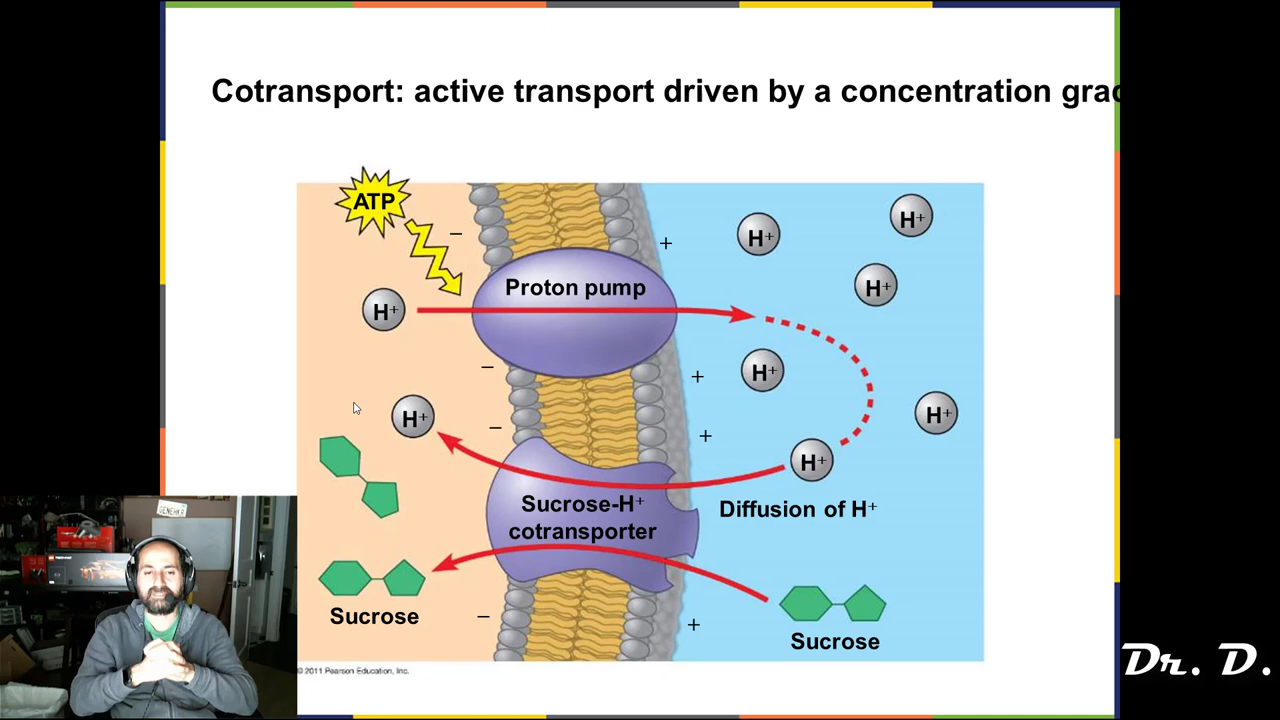 Cotransport: active transport driven by a concentration grad
ATP
−
+
H⁺
H⁺
H⁺
Proton pump
H⁺
−
+
H⁺
H⁺
H⁺
−
+
H⁺
Sucrose-H⁺
cotransporter
Diffusion of H⁺
Sucrose
−
+
Sucrose
© 2011 Pearson Education, Inc.
Dr. D.